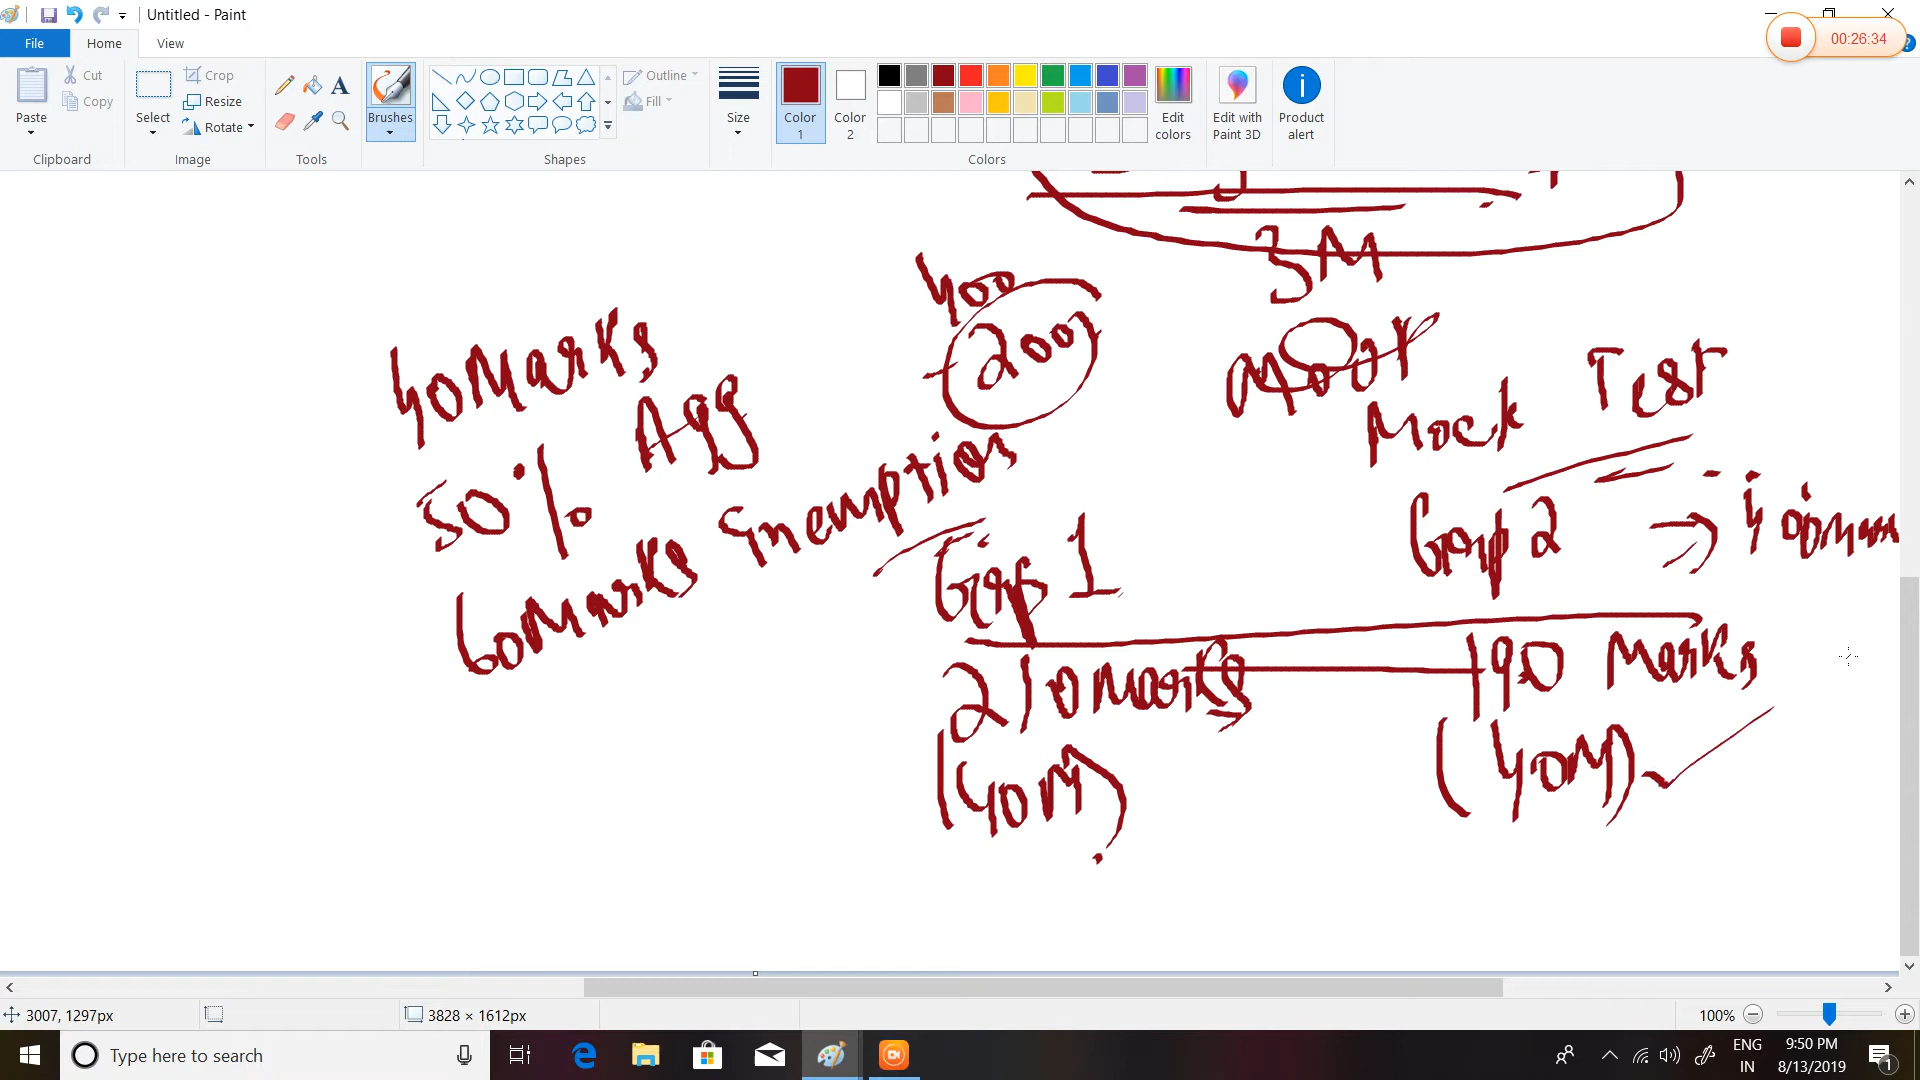 Untitled - Paint
00:26:34
File
Home
View
Cut
Copy
Paste
Clipboard
Crop
Resize
Rotate
Select
Image
Tools
Brushes
Outline
Fill
Shapes
Size
Color 1
Color 2
Edit colors
Colors
Edit with Paint 3D
Product alert
3M
400
200
40 Marks
Agg
50%
60 Marks
Mock Test
1
2
210 Marks
190 Marks
(40M)
(40M)
3007, 1297px
3828 × 1612px
100%
Type here to search
ENG
IN
9:50 PM
8/13/2019
1